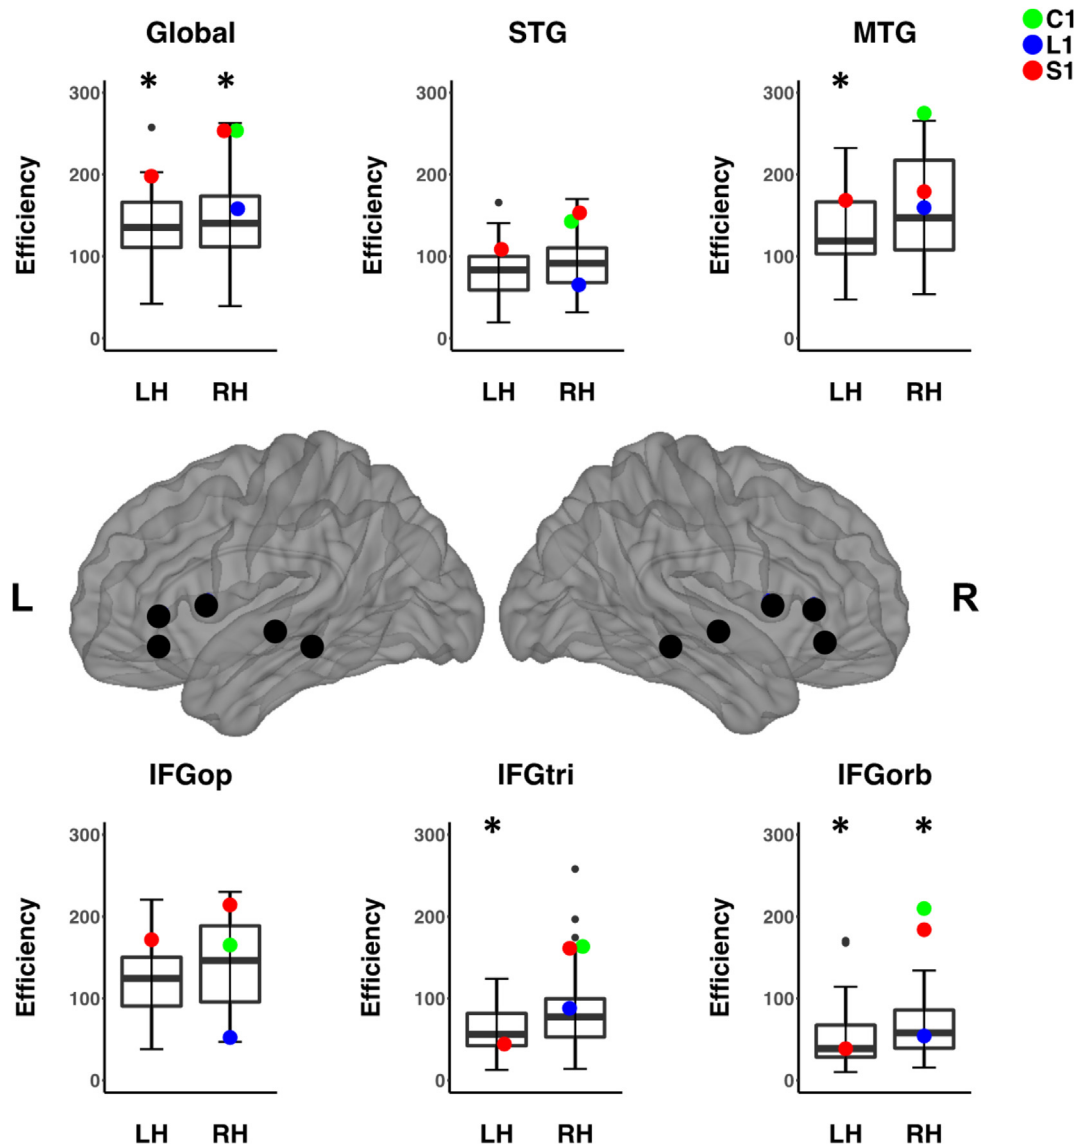 Global
STG
MTG
C1
L1
S1
* *
*
Efficiency
300
200
100
0
LH RH
Efficiency
300
200
100
0
LH RH
Efficiency
300
200
100
0
LH RH
L
R
IFGop
IFGtri
IFGorb
*
* *
Efficiency
300
200
100
0
LH RH
Efficiency
300
200
100
0
LH RH
Efficiency
300
200
100
0
LH RH